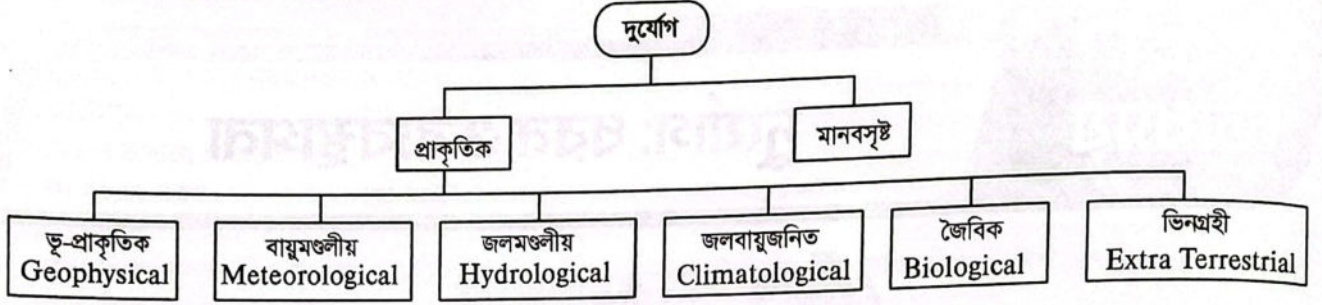 দুর্যোগ
প্রাকৃতিক
মানবসৃষ্ট
ভূ-প্রাকৃতিক
Geophysical
বায়ুমণ্ডলীয়
Meteorological
জলমণ্ডলীয়
Hydrological
জলবায়ুজনিত
Climatological
জৈবিক
Biological
ভিনগ্রহী
Extra Terrestrial